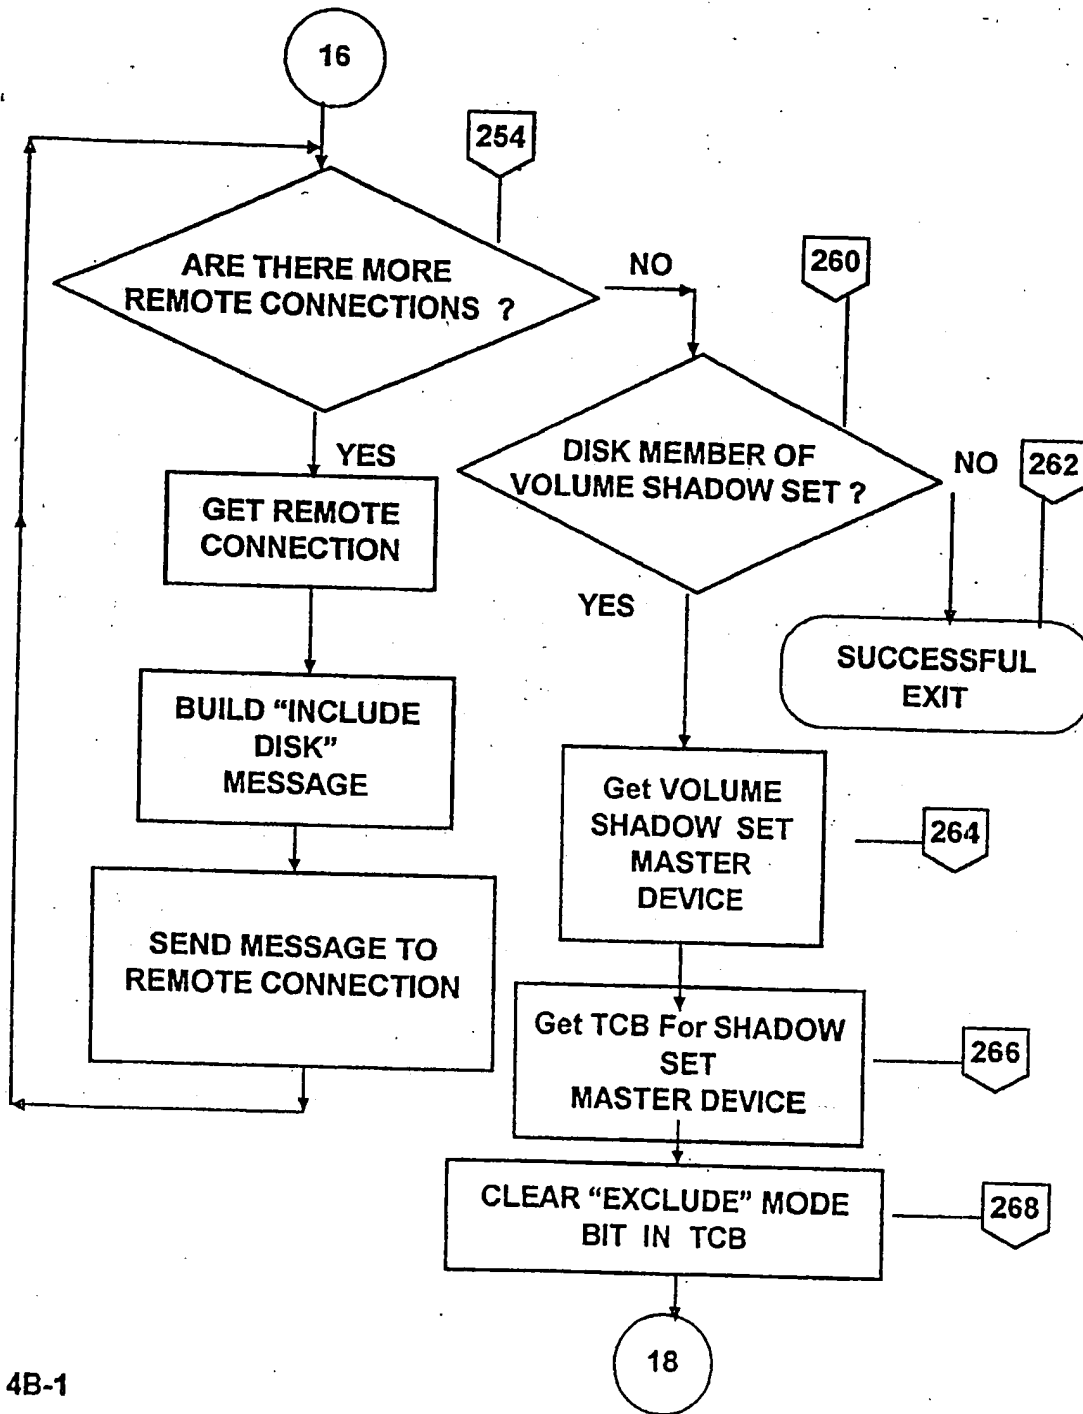 16
254
ARE THERE MORE
REMOTE CONNECTIONS ?
NO
260
YES
DISK MEMBER OF
VOLUME SHADOW SET ?
NO
262
GET REMOTE
CONNECTION
YES
SUCCESSFUL
EXIT
BUILD “INCLUDE
DISK”
MESSAGE
Get VOLUME
SHADOW SET
MASTER
DEVICE
264
SEND MESSAGE TO
REMOTE CONNECTION
Get TCB For SHADOW
SET
MASTER DEVICE
266
CLEAR “EXCLUDE” MODE
BIT IN TCB
268
18
4B-1